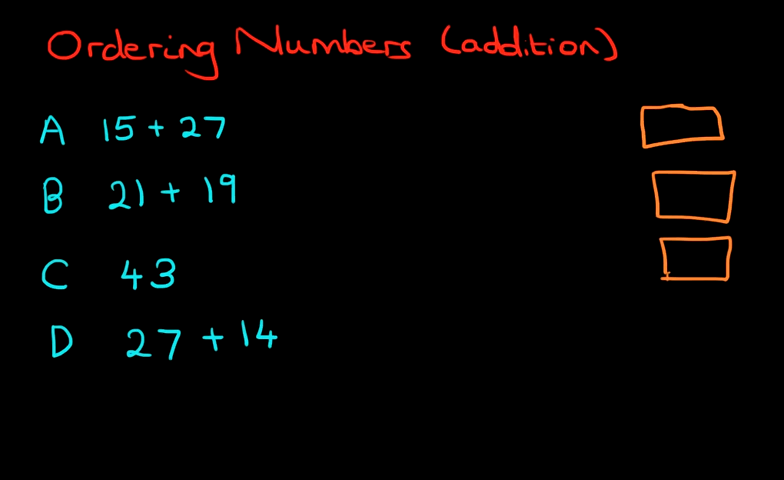 Ordering Numbers (addition)
A 15 + 27
B 21 + 19
C 43
D 27 + 14